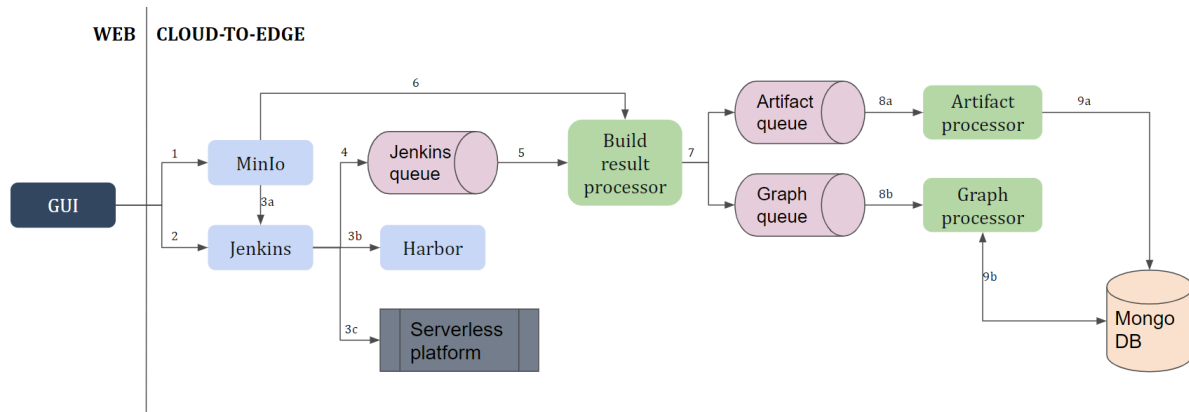 WEB
CLOUD-TO-EDGE
6
1
MinIo
3a
GUI
2
Jenkins
4
Jenkins
queue
5
3b
Harbor
3c
Serverless
platform
Build
result
processor
7
Artifact
queue
8a
Artifact
processor
9a
Graph
queue
8b
Graph
processor
9b
Mongo
DB